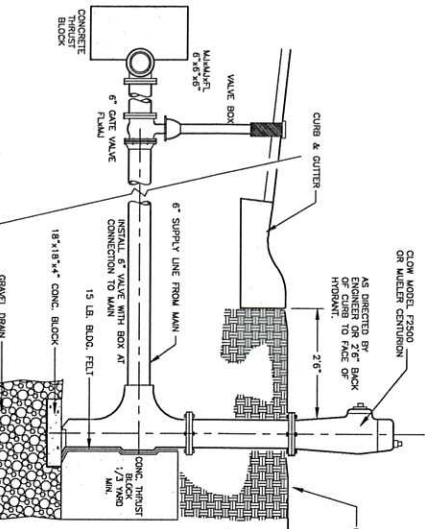 CONCRETE
THRUST
BLOCK
MJxMJxFL
6"x6"x6"
VALVE BOX
6" GATE VALVE
FLxMJ
CURB & GUTTER
CLOW MODEL F2500
OR MUELER CENTURION
AS DIRECTED BY
ENGINEER OR 2'6" BACK
OF CURB TO FACE OF
HYDRANT.
2'6"
6" SUPPLY LINE FROM MAIN
INSTALL 6" VALVE WITH BOX AT
CONNECTION TO MAIN
15 LB. BLDG FELT
18"x18"x4" CONC. BLOCK
CONC. THRUST
BLOCK
1/3 YARD
MIN.
GRAVEL DRAIN